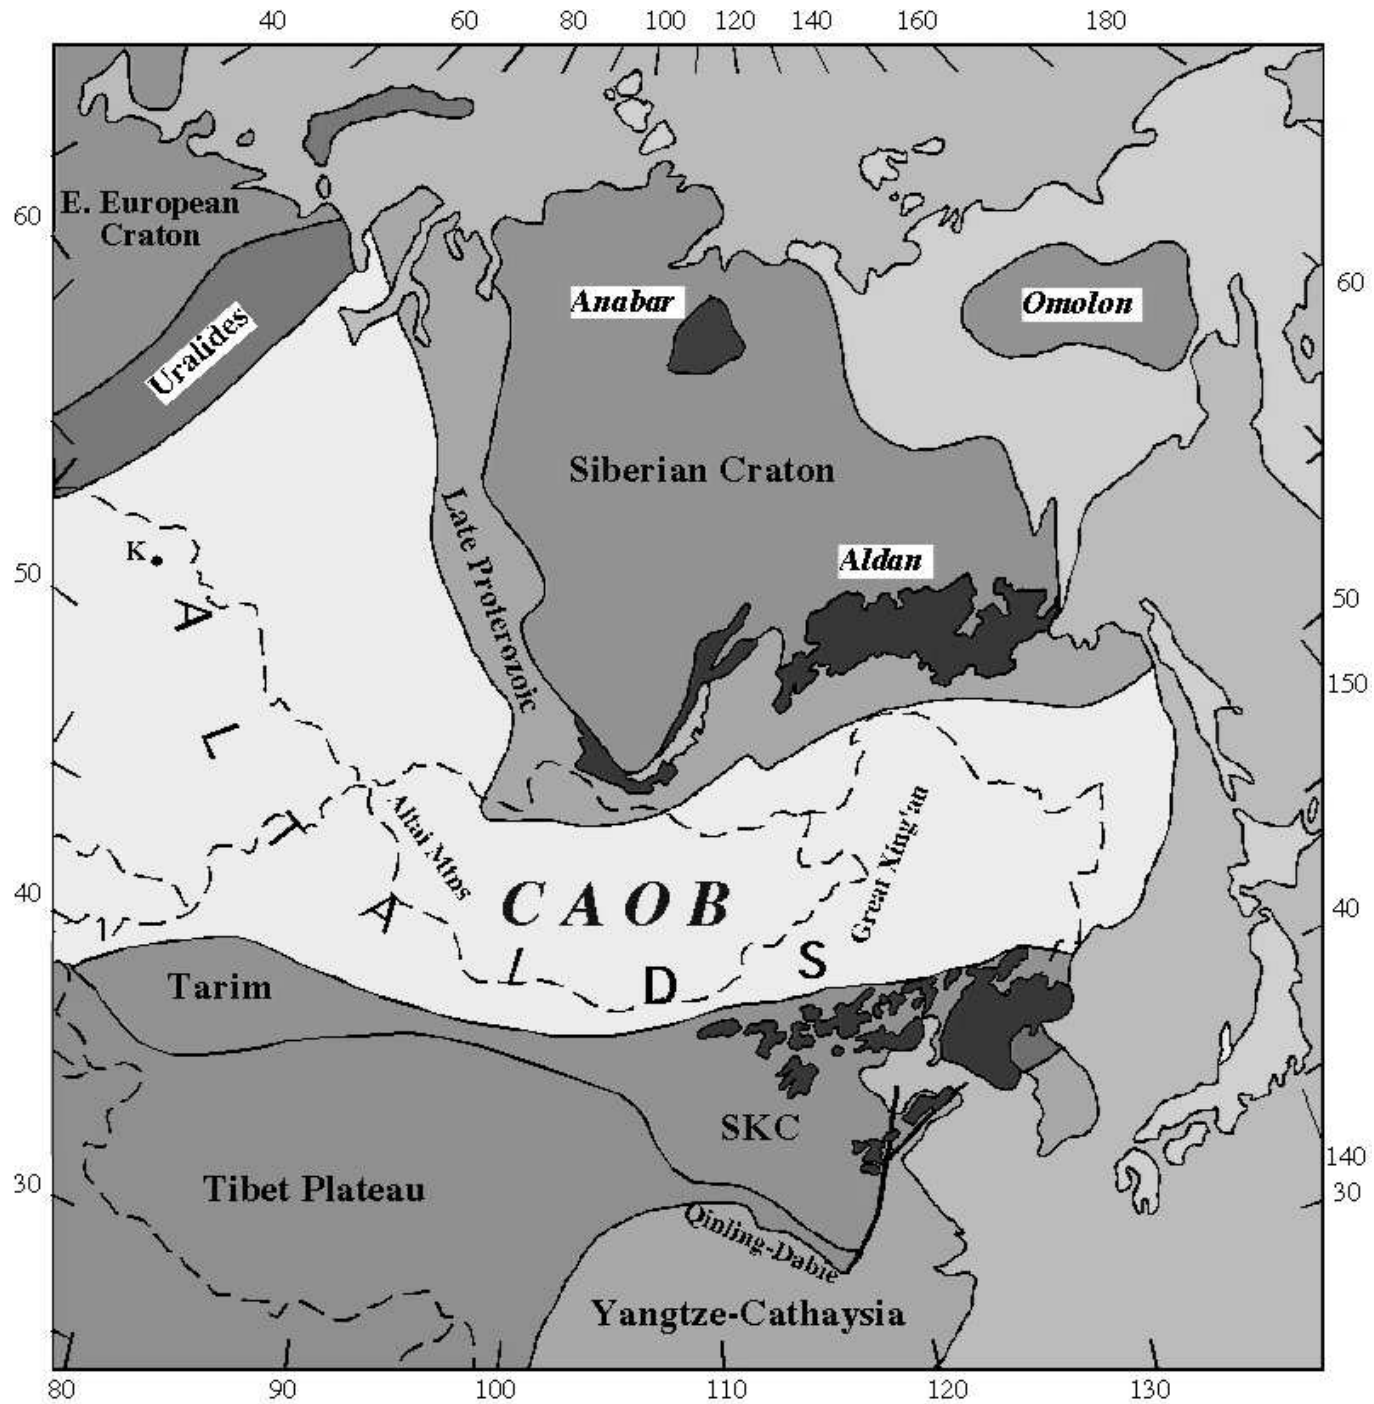 40 60 80 100 120 140 160 180
60
E. European
Craton
Uralides
Anabar
Omolon
60
Siberian Craton
Late Proterozoic
Aldan
K
50
50
150
ALTAIDS
Altai Mtns
CAOB
Great Xing'an
40
40
Tarim
SKC
140
30
30
Tibet Plateau
Qinling-Dabie
Yangtze-Cathaysia
80 90 100 110 120 130